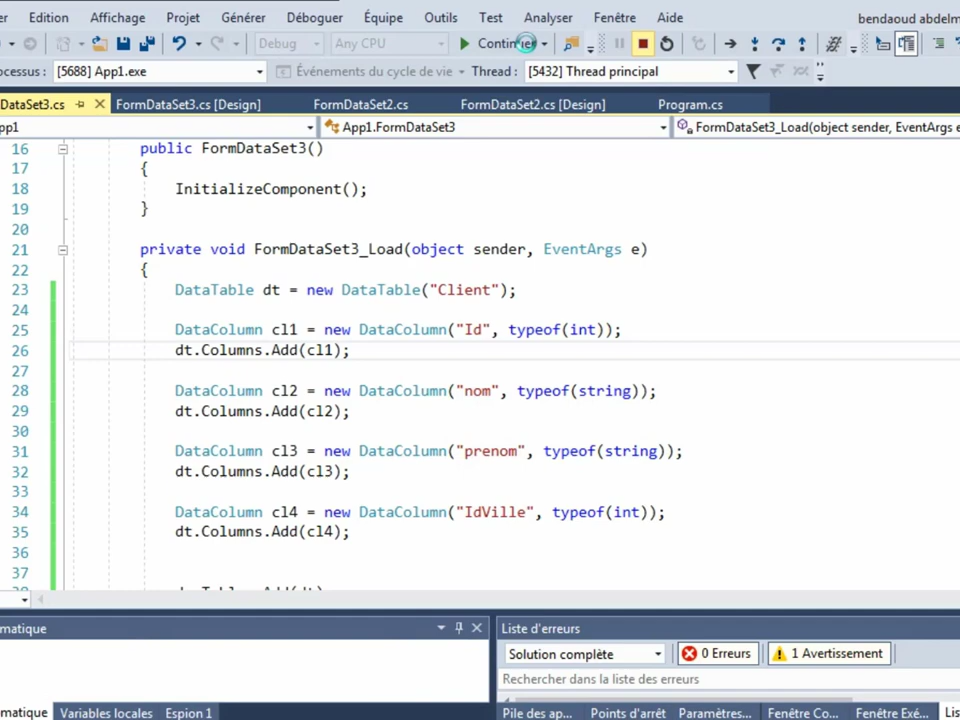 er Edition Affichage Projet Générer Déboguer Équipe Outils Test Analyser Fenêtre Aide bendaoud abdelm
Debug Any CPU Continuer
ocessus : [5688] App1.exe Événements du cycle de vie Thread : [5432] Thread principal
DataSet3.cs FormDataSet3.cs [Design] FormDataSet2.cs FormDataSet2.cs [Design] Program.cs
pp1 App1.FormDataSet3 FormDataSet3_Load(object sender, EventArgs e
16 public FormDataSet3()
17 {
18 InitializeComponent();
19 }
20
21 private void FormDataSet3_Load(object sender, EventArgs e)
22 {
23 DataTable dt = new DataTable("Client");
24
25 DataColumn cl1 = new DataColumn("Id", typeof(int));
26 dt.Columns.Add(cl1);
27
28 DataColumn cl2 = new DataColumn("nom", typeof(string));
29 dt.Columns.Add(cl2);
30
31 DataColumn cl3 = new DataColumn("prenom", typeof(string));
32 dt.Columns.Add(cl3);
33
34 DataColumn cl4 = new DataColumn("IdVille", typeof(int));
35 dt.Columns.Add(cl4);
36
37
matique Liste d'erreurs
Solution complète 0 Erreurs 1 Avertissement
Rechercher dans la liste des erreurs
matique Variables locales Espion 1 Pile des ap... Points d'arrêt Paramètres... Fenêtre Co... Fenêtre Exé... Lis